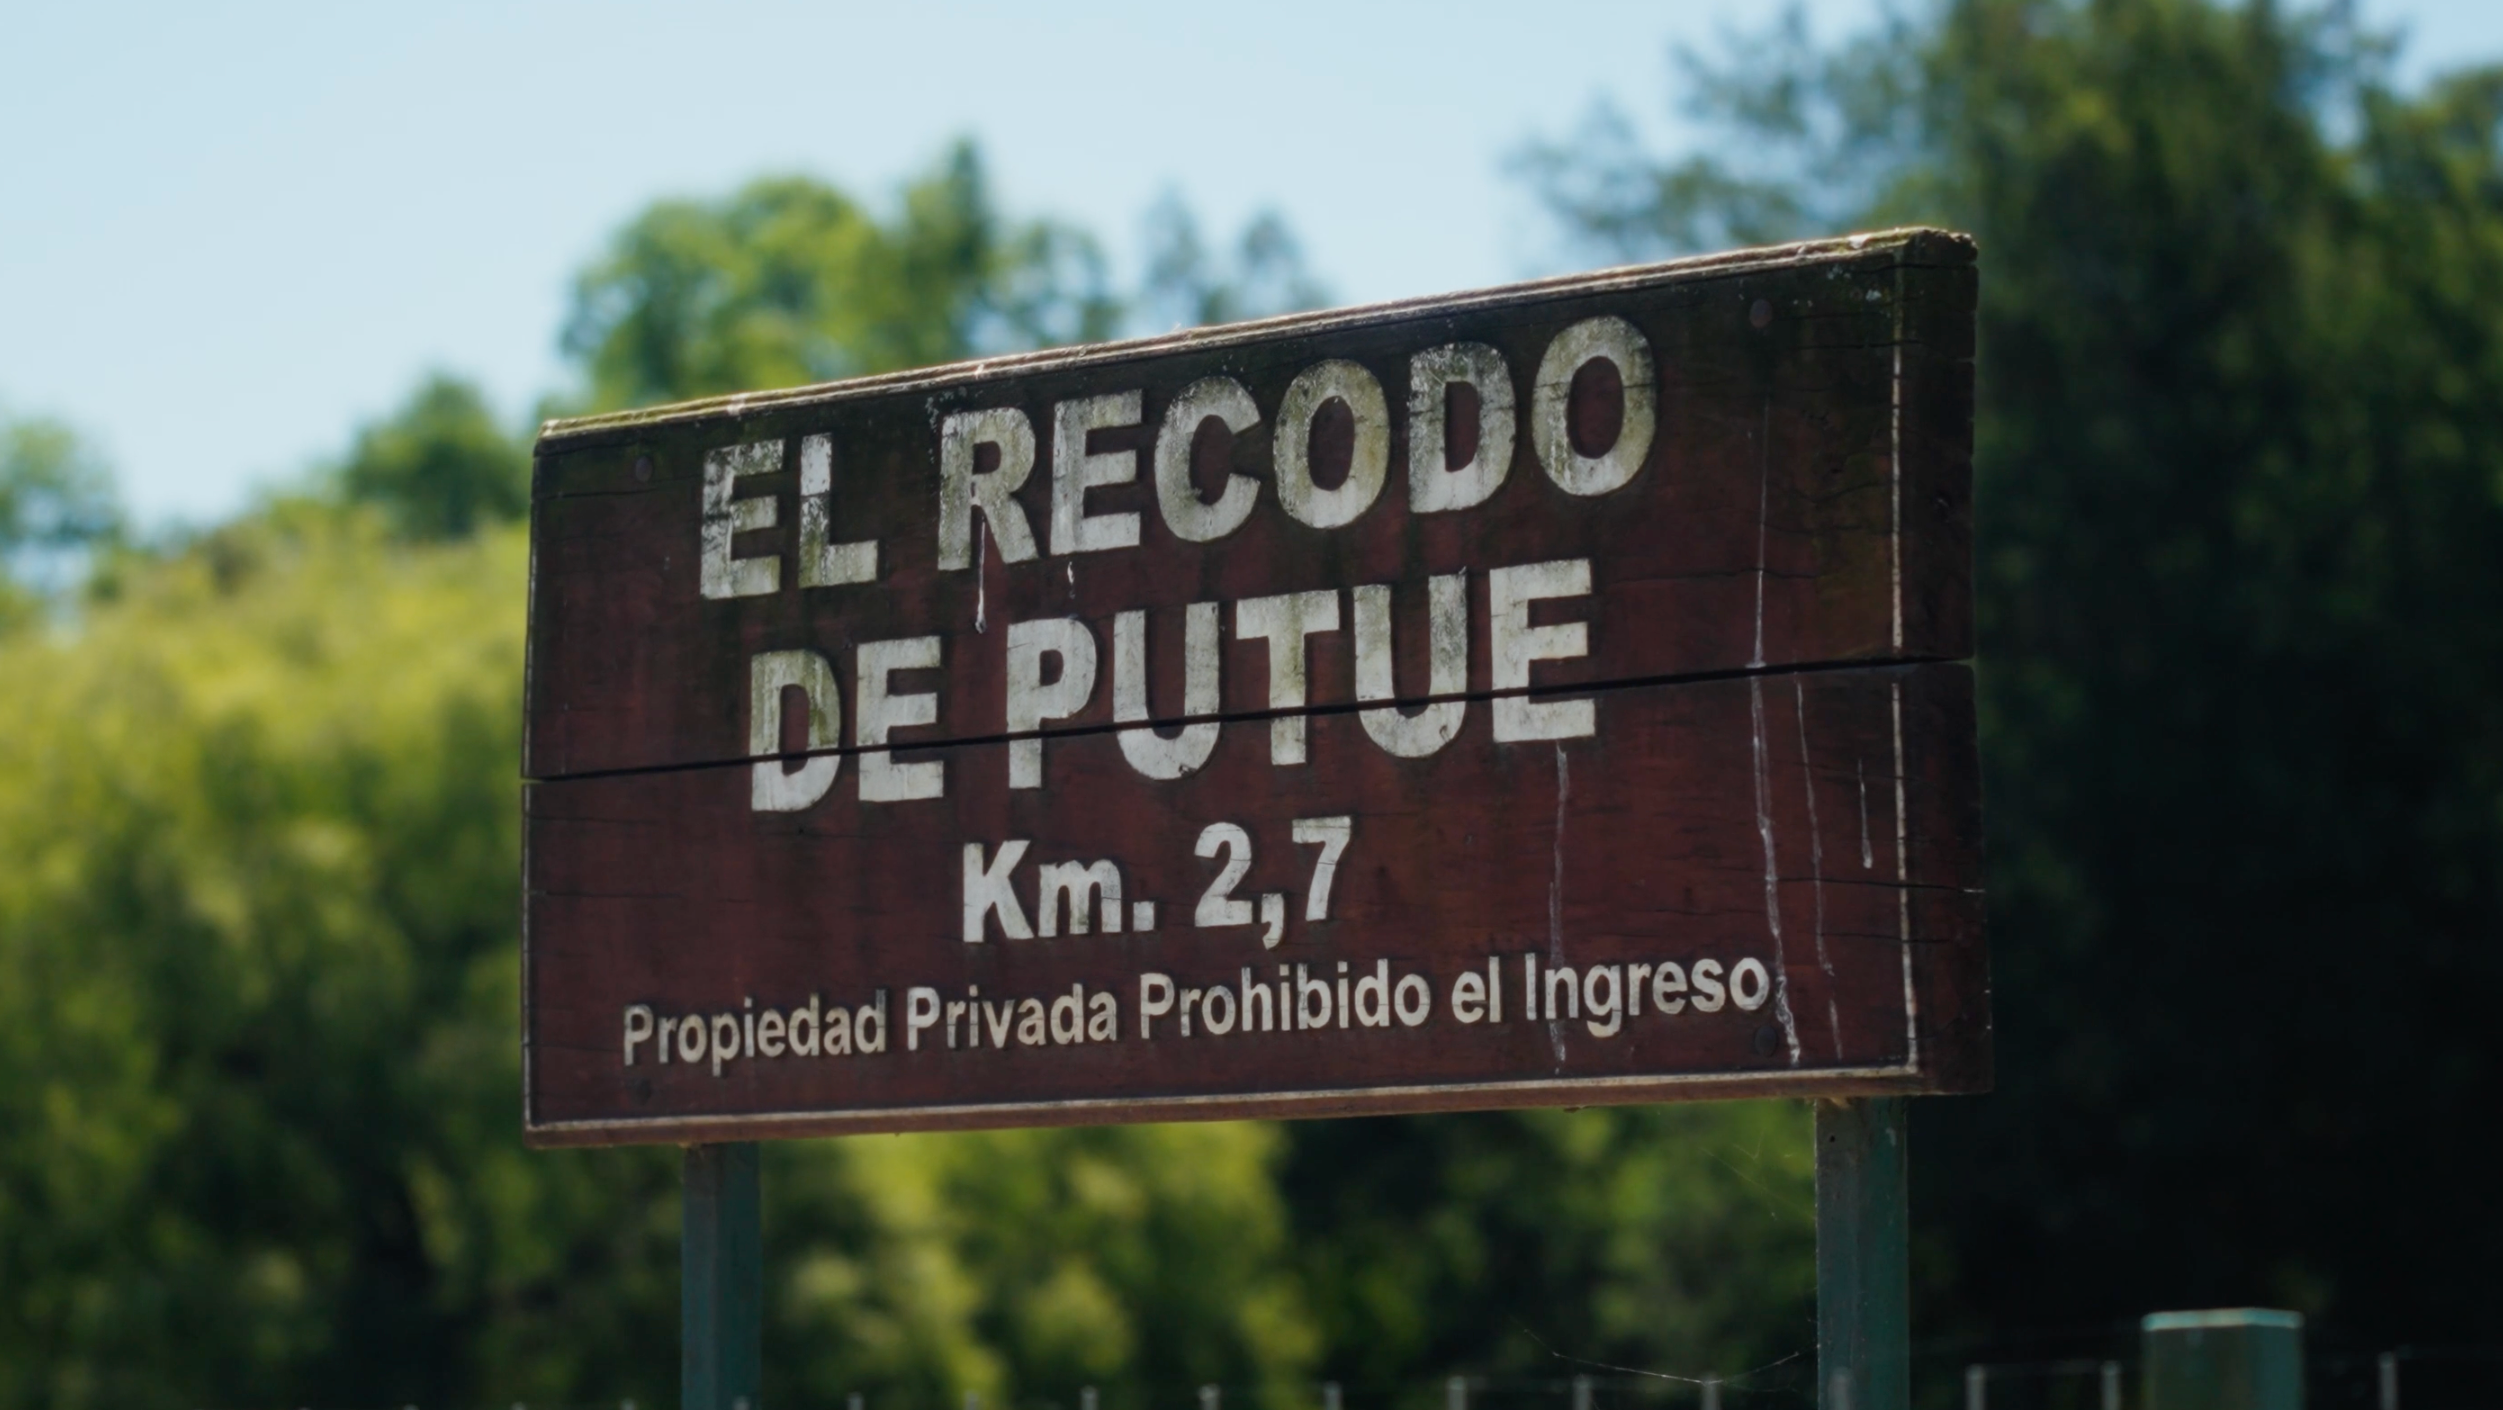 EL RECODO
DE PUTUE
Km. 2,7
Propiedad Privada Prohibido el Ingreso